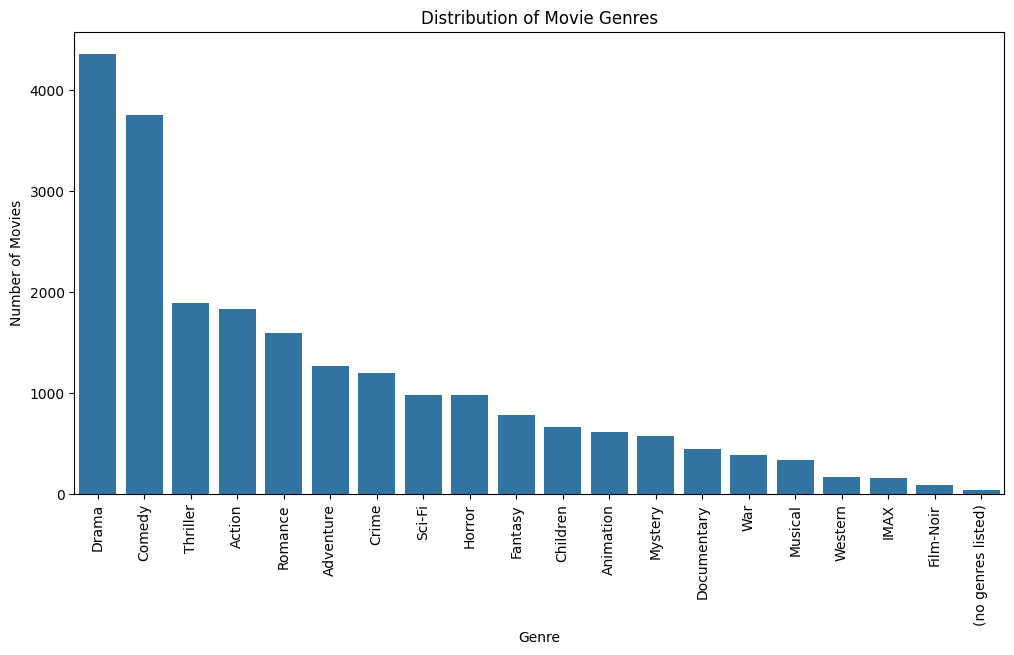 Distribution of Movie Genres
Number of Movies
4000
3000
2000
1000
0
Drama
Comedy
Thriller
Action
Romance
Adventure
Crime
Sci-Fi
Horror
Fantasy
Children
Animation
Mystery
Documentary
War
Musical
Western
IMAX
Film-Noir
(no genres listed)
Genre